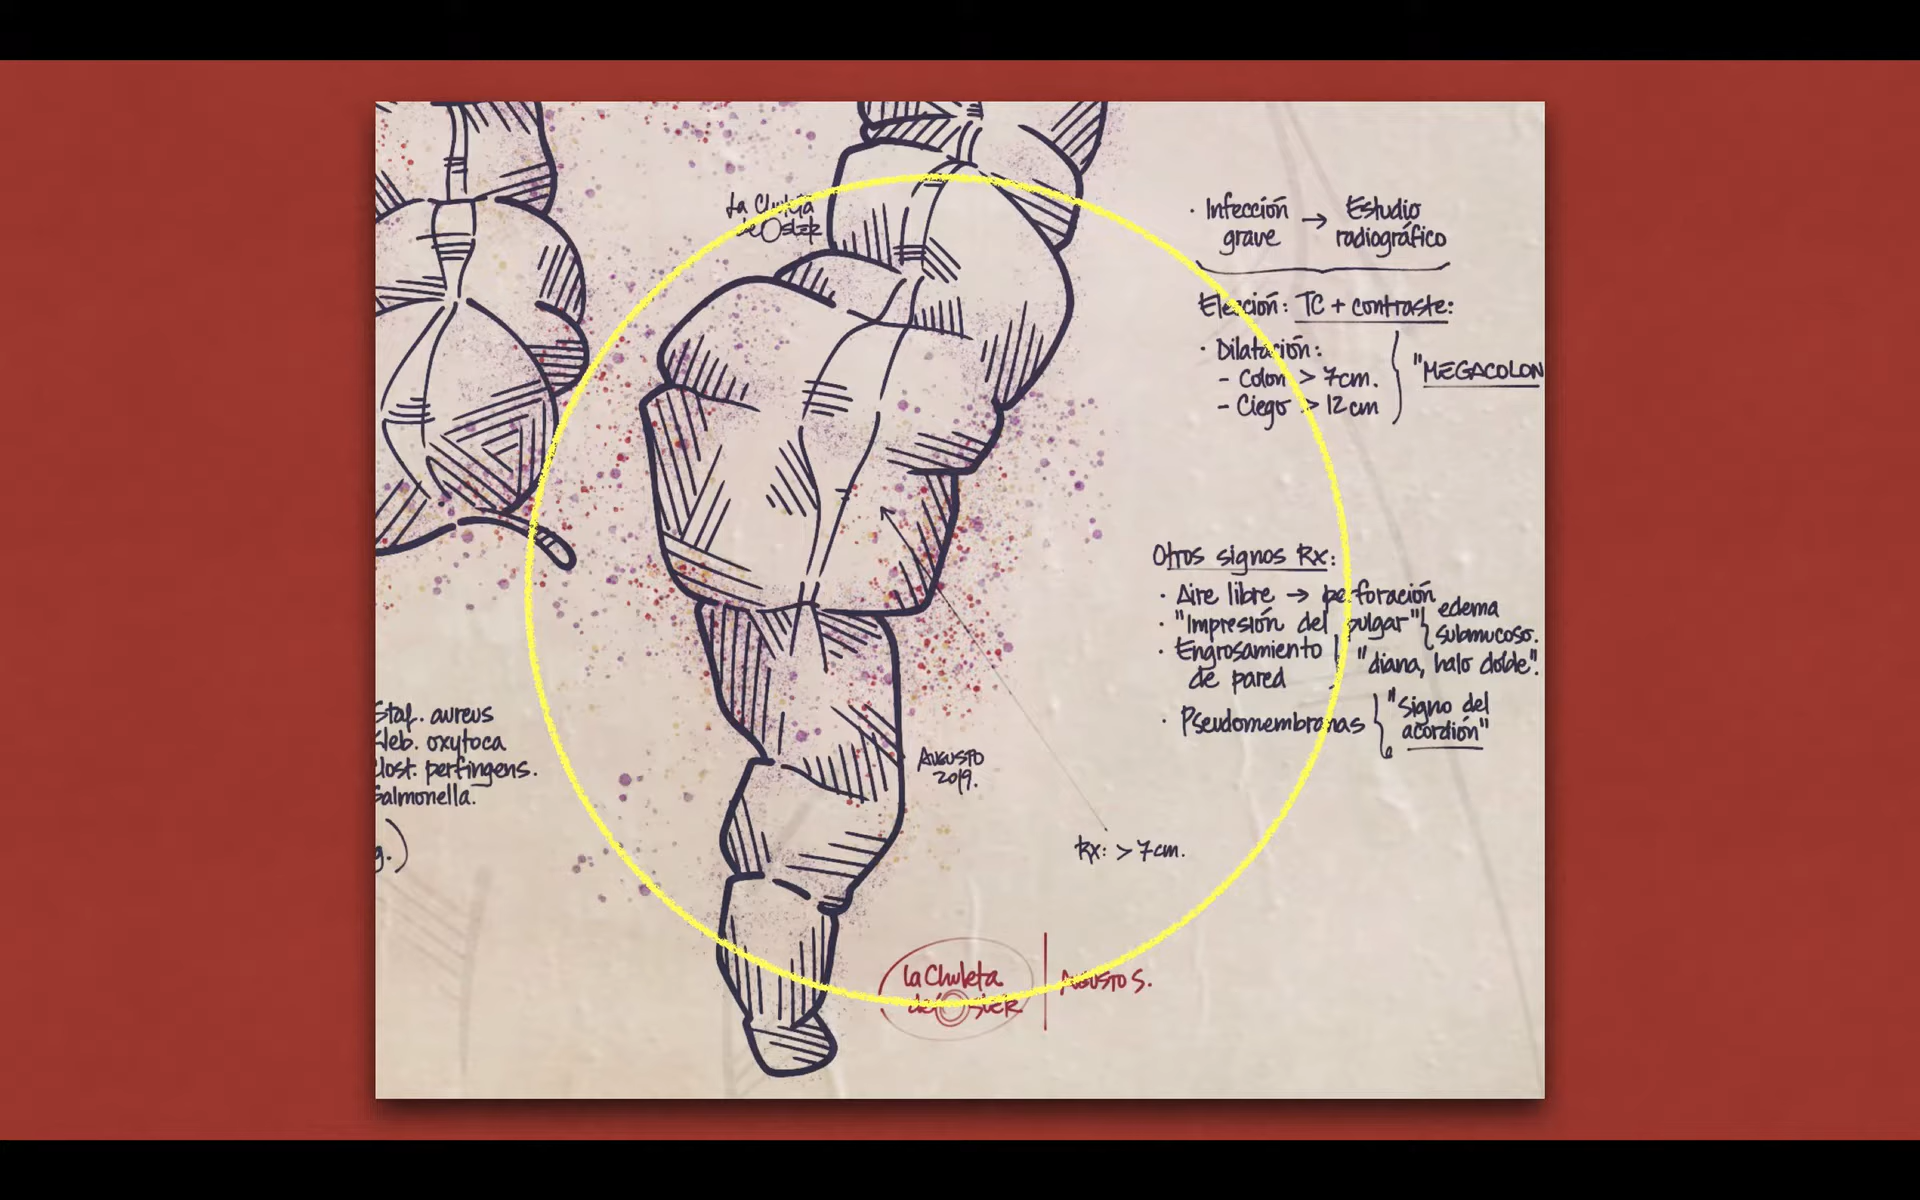 La Chuleta
de Osler
· Infección → Estudio
grave radiográfico
Elección: TC + contraste:
· Dilatación:
- Colon > 7cm.
- Ciego > 12cm
"MEGACOLON
Otros signos Rx:
· Aire libre → perforación
· "Impresión del pulgar"
edema
submucoso.
· Engrosamiento
de pared
"diana, halo doble".
· Pseudomembranas
"Signo del
acordión"
Staf. aureus
Kleb. oxytoca
Clost. perfingens.
Salmonella.
g.)
AUGUSTO
2019.
Rx: > 7cm.
La Chuleta
de Osler
AUGUSTO S.